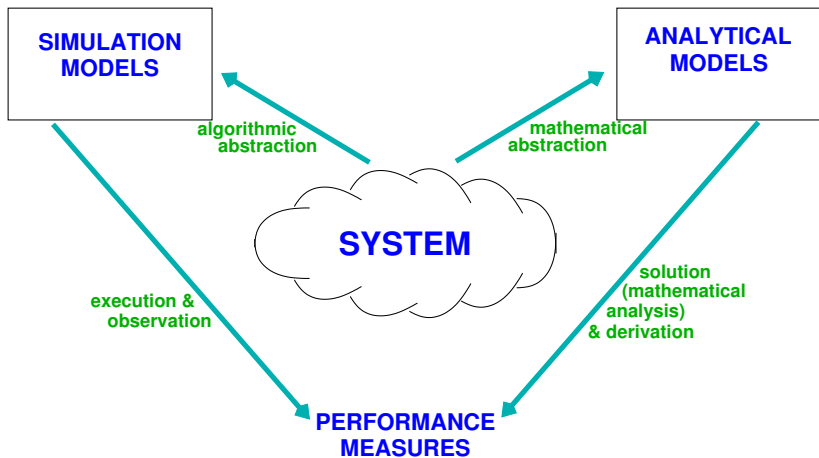 SIMULATION
MODELS
ANALYTICAL
MODELS
algorithmic
abstraction
mathematical
abstraction
SYSTEM
execution &
observation
solution
(mathematical
analysis)
& derivation
PERFORMANCE
MEASURES